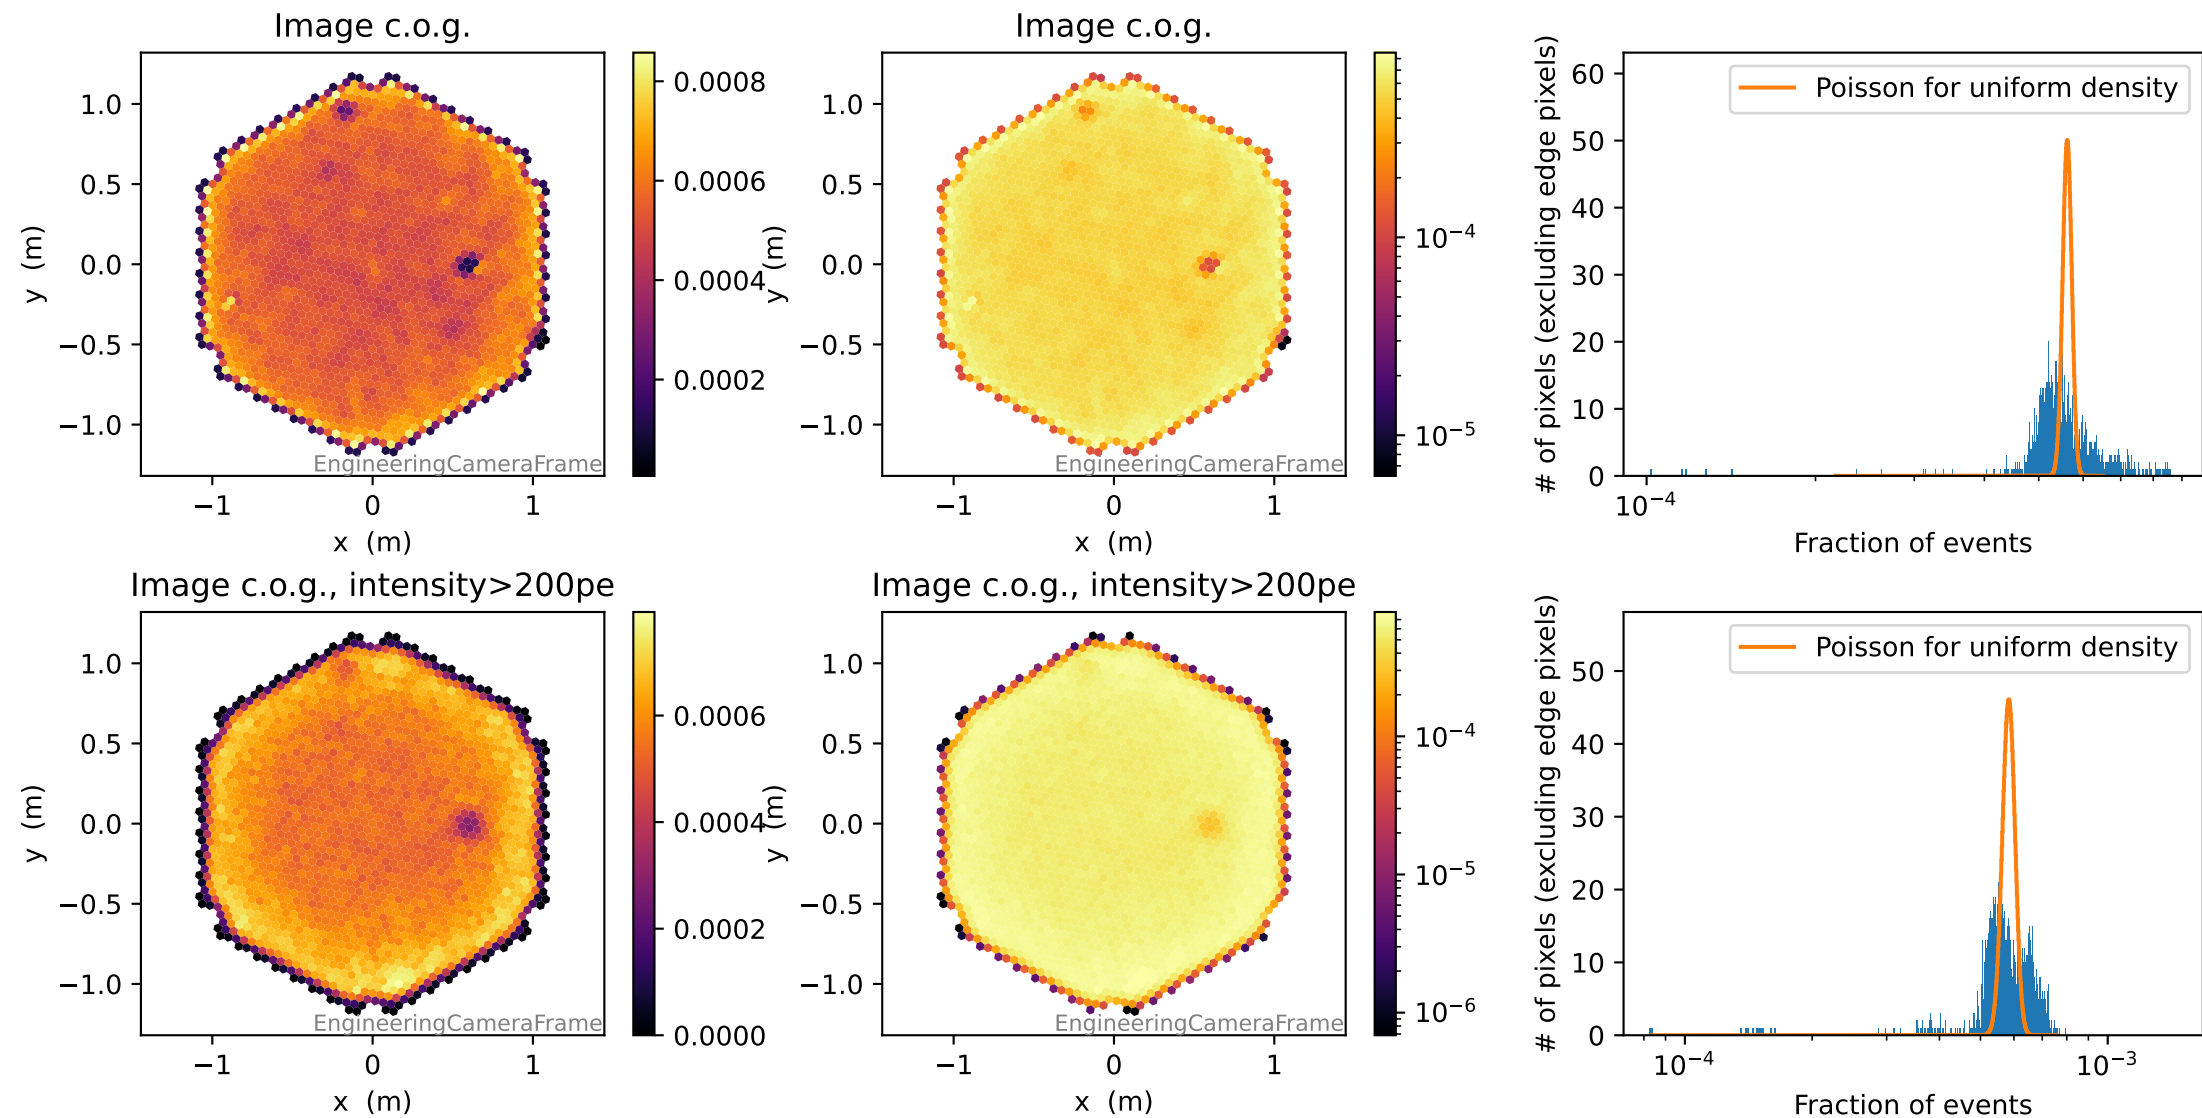 Image c.o.g.
1.0
0.5
0.0
−0.5
−1.0
y (m)
EngineeringCameraFrame
−1
0
1
x (m)
0.0008
0.0006
0.0004
0.0002
Image c.o.g.
1.0
0.5
0.0
−0.5
−1.0
y (m)
EngineeringCameraFrame
−1
0
1
x (m)
10⁻⁴
10⁻⁵
# of pixels (excluding edge pixels)
60
50
40
30
20
10
0
Poisson for uniform density
10⁻⁴
Fraction of events
Image c.o.g., intensity>200pe
1.0
0.5
0.0
−0.5
−1.0
y (m)
EngineeringCameraFrame
−1
0
1
x (m)
0.0006
0.0004
0.0002
0.0000
Image c.o.g., intensity>200pe
1.0
0.5
0.0
−0.5
−1.0
y (m)
EngineeringCameraFrame
−1
0
1
x (m)
10⁻⁴
10⁻⁵
10⁻⁶
# of pixels (excluding edge pixels)
50
40
30
20
10
0
Poisson for uniform density
10⁻⁴
10⁻³
Fraction of events